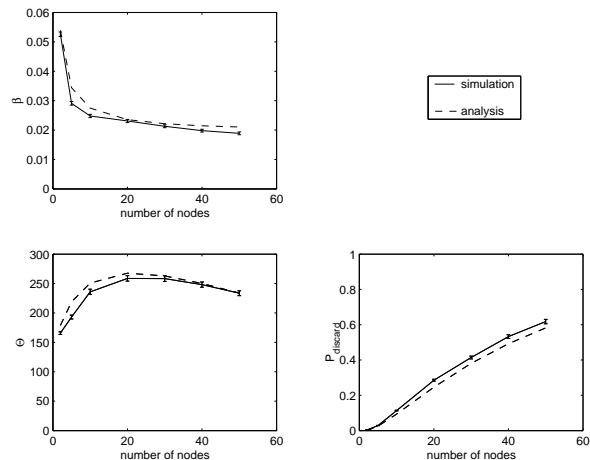 0.06
0.05
0.04
0.03
0.02
0.01
0
β
0 20 40 60
number of nodes
simulation
analysis
300
250
200
150
100
50
0
Θ
0 20 40 60
number of nodes
1
0.8
0.6
0.4
0.2
0
P_discard
0 20 40 60
number of nodes